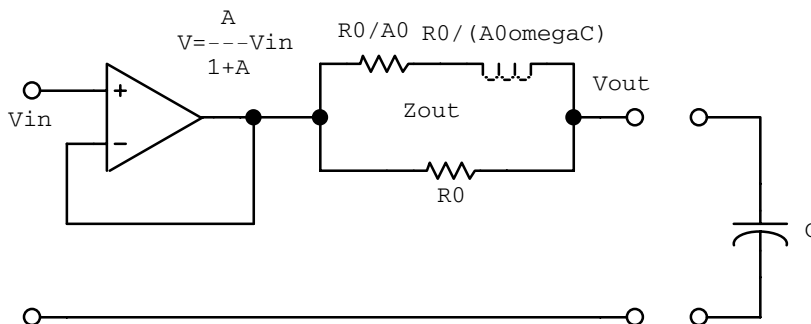 A
V=---Vin
1+A
R0/A0
R0/(A0omegaC)
+
Vin
-
Zout
Vout
R0